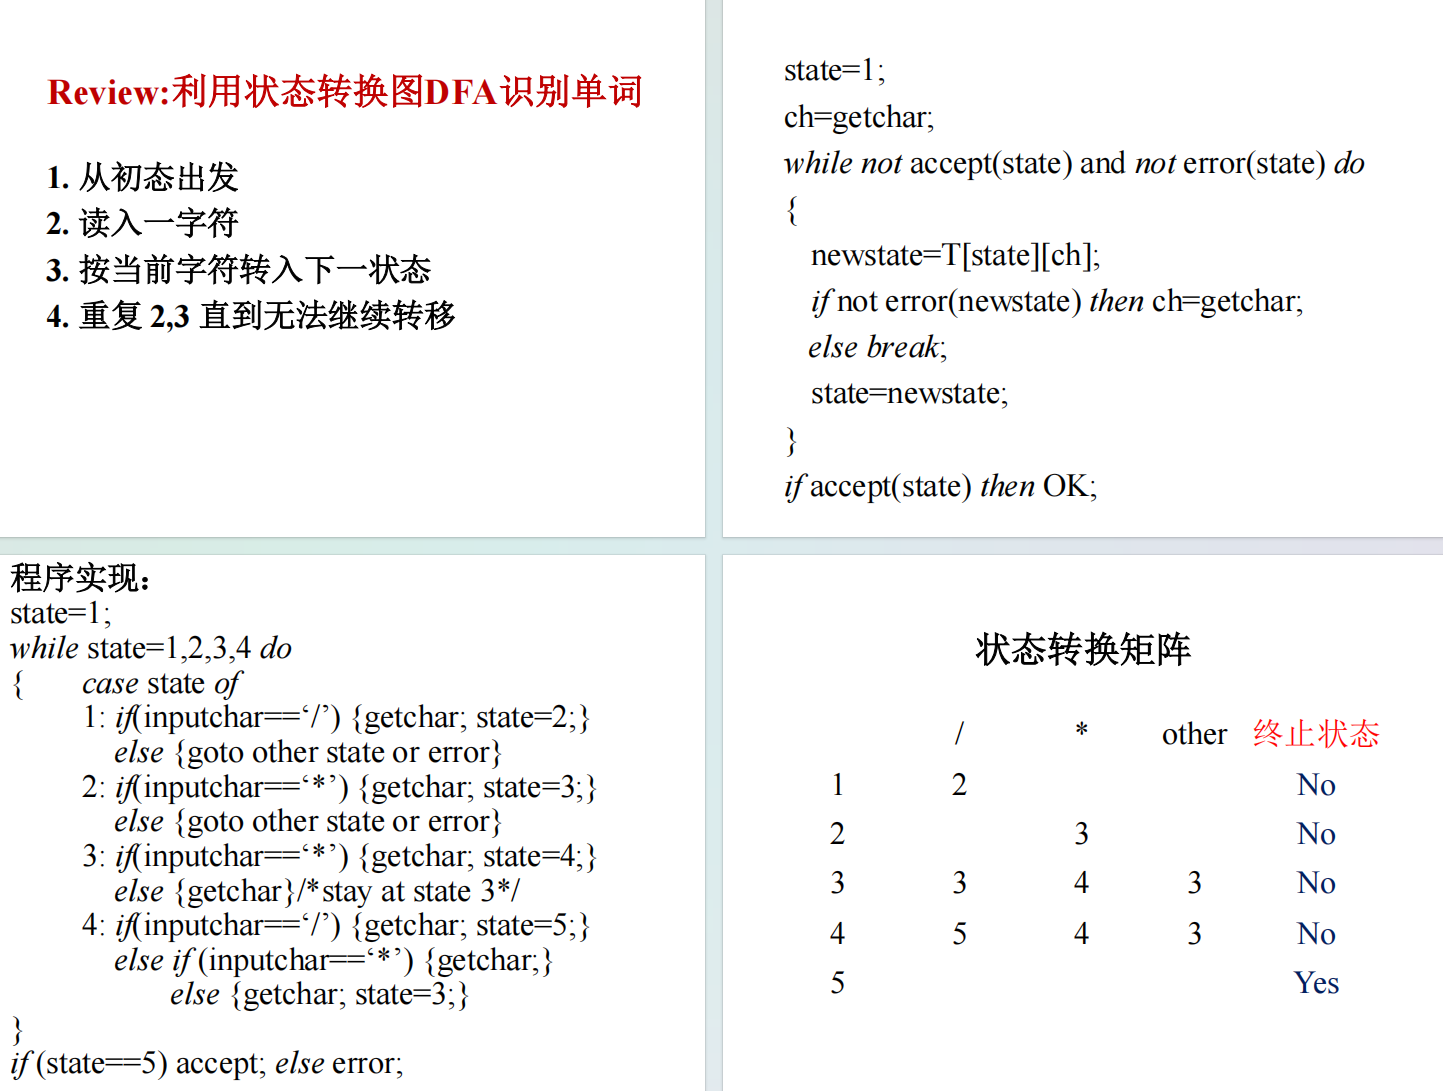 Review:利用状态转换图DFA识别单词
1. 从初态出发
2. 读入一字符
3. 按当前字符转入下一状态
4. 重复 2,3 直到无法继续转移
state=1;
ch=getchar;
while not accept(state) and not error(state) do
{
newstate=T[state][ch];
if not error(newstate) then ch=getchar;
else break;
state=newstate;
}
if accept(state) then OK;
程序实现：
state=1;
while state=1,2,3,4 do
{ case state of
1: if(inputchar==‘/’) {getchar; state=2;}
else {goto other state or error}
2: if(inputchar==‘*’) {getchar; state=3;}
else {goto other state or error}
3: if(inputchar==‘*’) {getchar; state=4;}
else {getchar}/*stay at state 3*/
4: if(inputchar==‘/’) {getchar; state=5;}
else if (inputchar==‘*’) {getchar;}
else {getchar; state=3;}
}
if (state==5) accept; else error;
状态转换矩阵
/ * other 终止状态
1 2 No
2 3 No
3 3 4 3 No
4 5 4 3 No
5 Yes